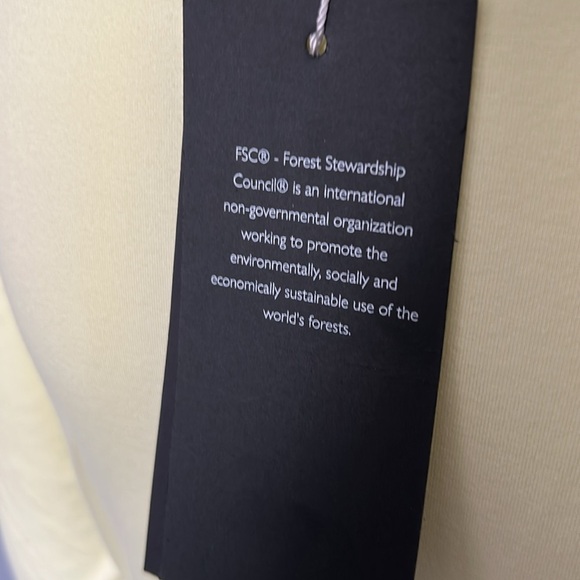 FSC® - Forest Stewardship
Council® is an international
non-governmental organization
working to promote the
environmentally, socially and
economically sustainable use of the
world's forests.